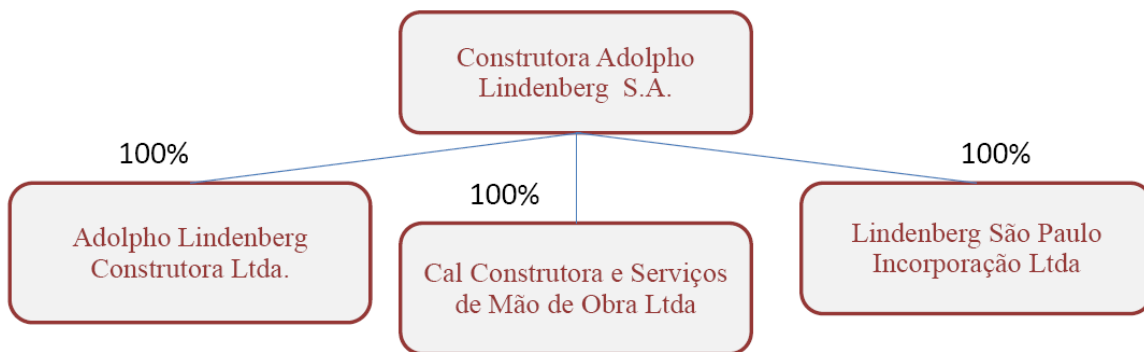 Construtora Adolpho
Lindenberg S.A.
100%
100%
100%
Adolpho Lindenberg
Construtora Ltda.
Cal Construtora e Serviços
de Mão de Obra Ltda
Lindenberg São Paulo
Incorporação Ltda